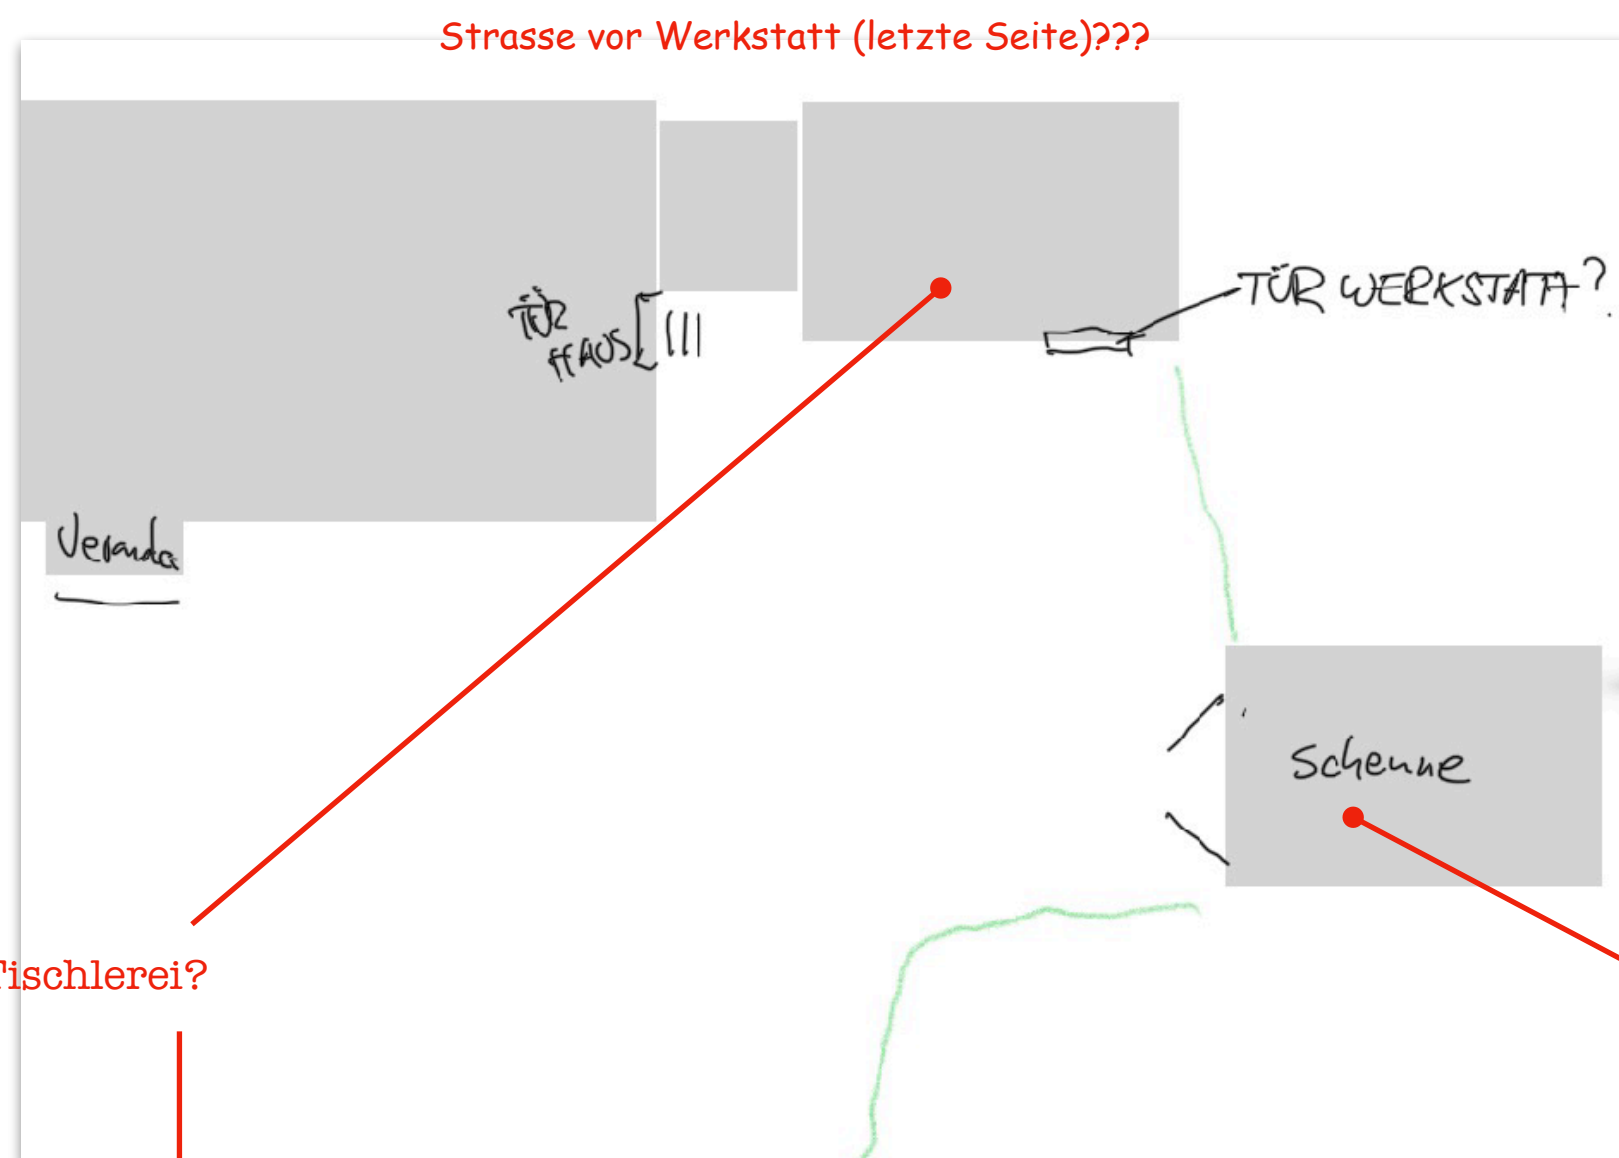 Strasse vor Werkstatt (letzte Seite)???
TÜR WERKSTATT?
TÜR
HAUS
Veranda
Scheune
Tischlerei?